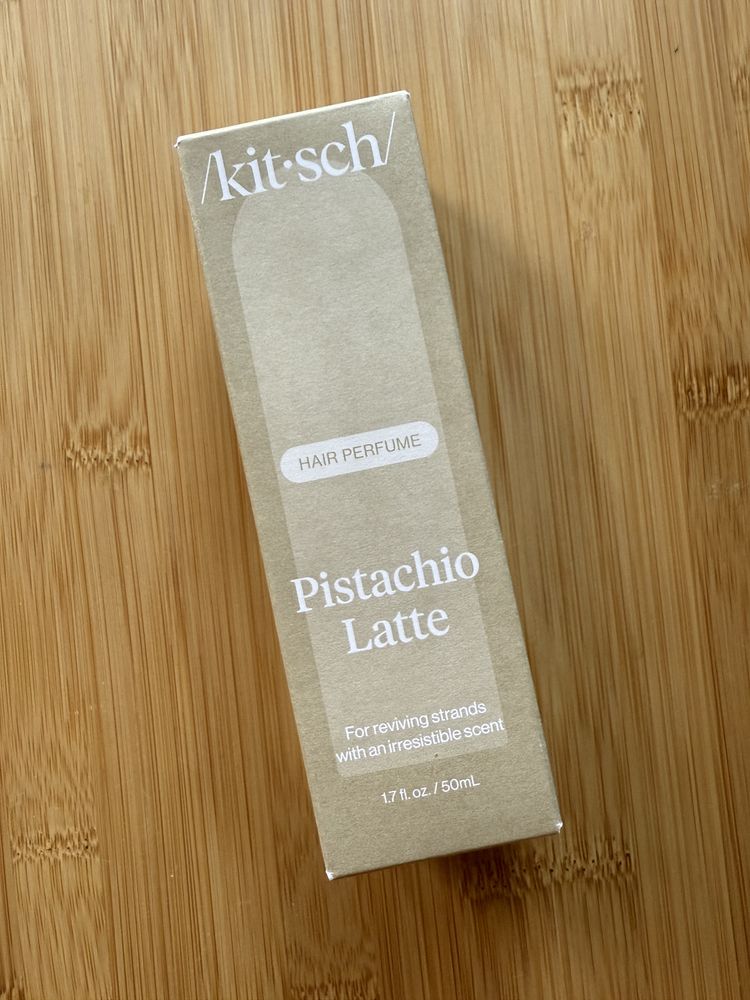 /kit·sch/
HAIR PERFUME
Pistachio
Latte
For reviving strands
with an irresistible scent
1.7 fl. oz. / 50mL